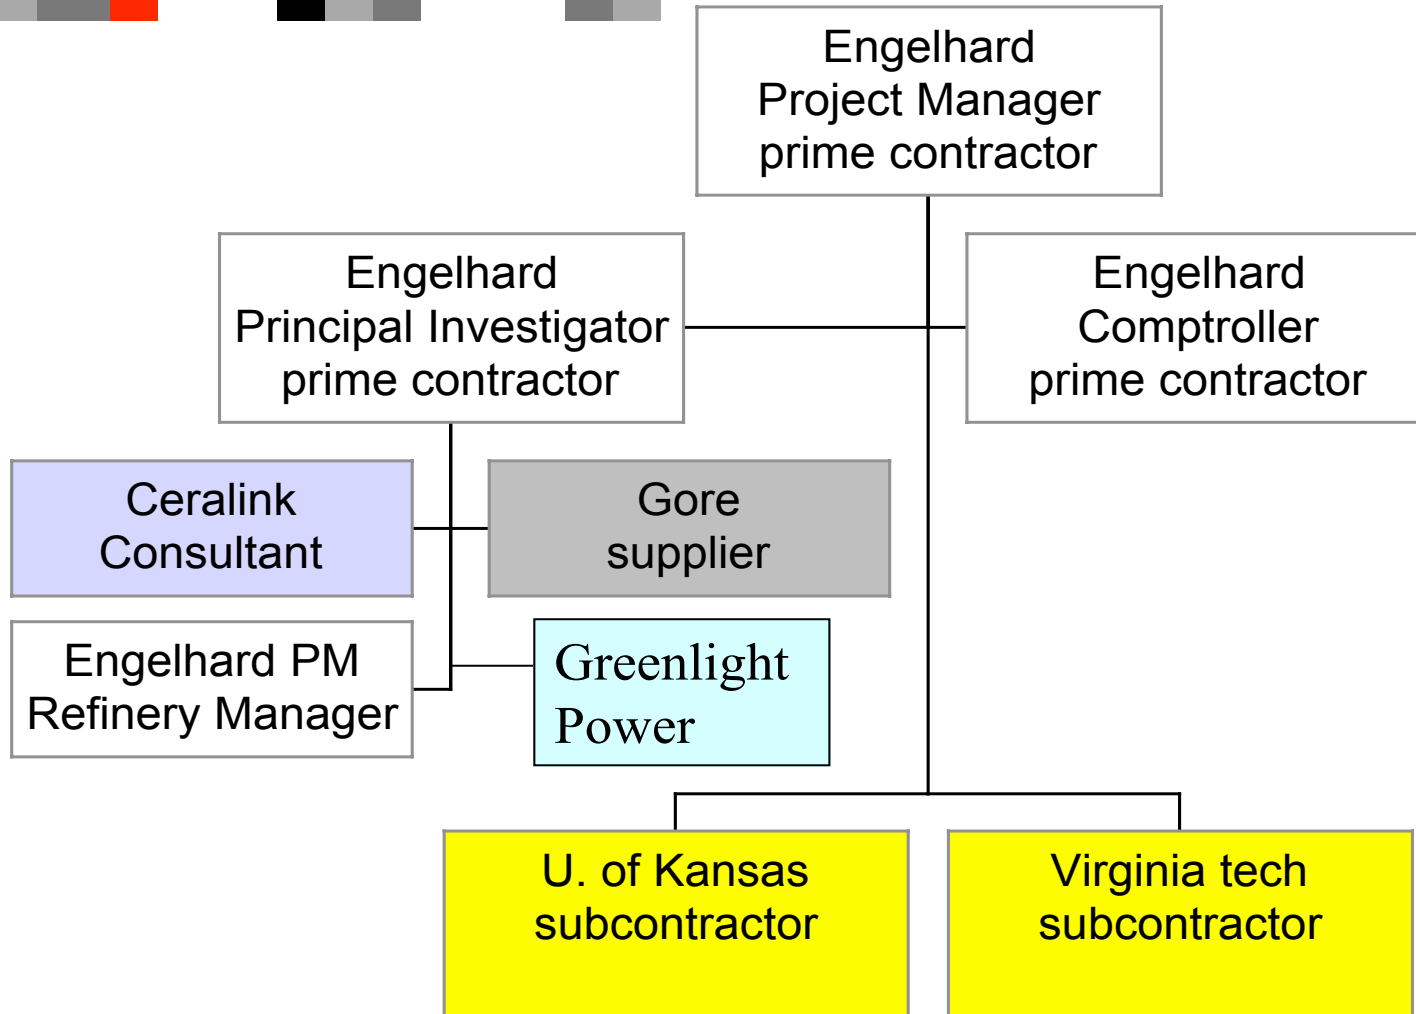 Engelhard
Project Manager
prime contractor
Engelhard
Principal Investigator
prime contractor
Engelhard
Comptroller
prime contractor
Ceralink
Consultant
Gore
supplier
Engelhard PM
Refinery Manager
Greenlight
Power
U. of Kansas
subcontractor
Virginia tech
subcontractor